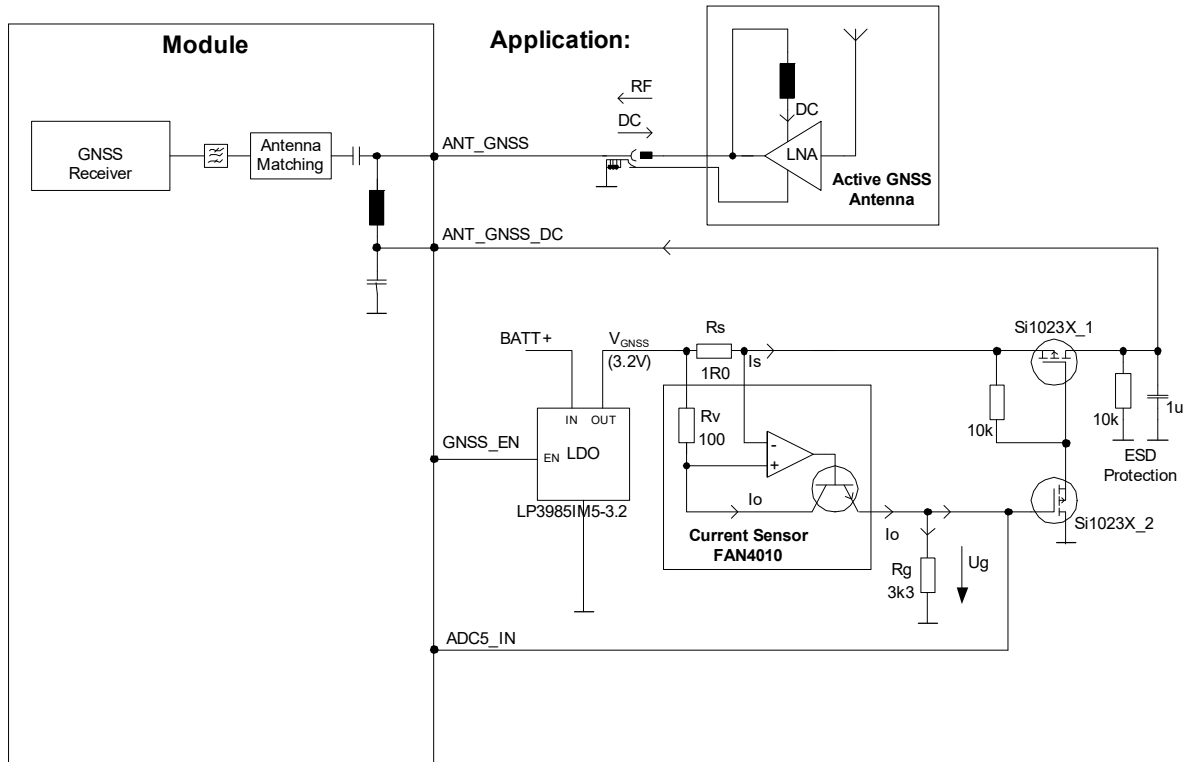 Module
Application:
RF
DC
DC
LNA
Active GNSS
Antenna
GNSS
Receiver
Antenna
Matching
ANT_GNSS
ANT_GNSS_DC
BATT+
VGNSS
(3.2V)
Rs
1R0
Is
Si1023X_1
10k
10k
1u
ESD
Protection
GNSS_EN
IN
OUT
EN
LDO
LP3985IM5-3.2
Rv
100
-
+
Io
Current Sensor
FAN4010
Io
Rg
3k3
Ug
Si1023X_2
ADC5_IN